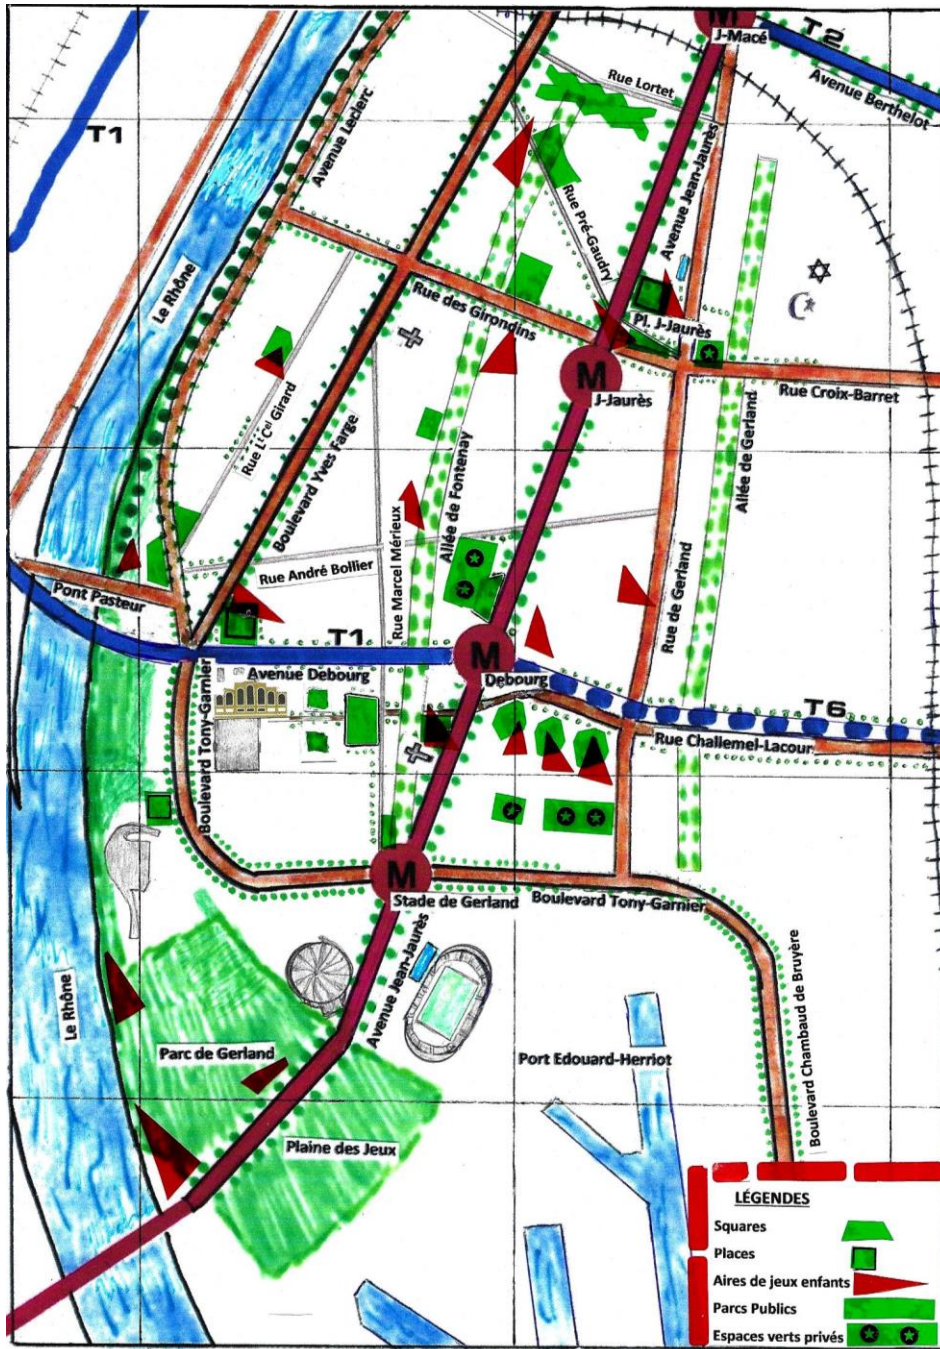 M
J-Macé
T2
Avenue Berthelot
Rue Lortet
T1
Avenue Leclerc
Avenue Jean-Jaurès
Rue Pré-Gaudry
Le Rhône
Rue des Girondins
Pl. J-Jaurès
M
J-Jaurès
Rue Croix-Barret
Rue Lt Cel Girard
Boulevard Yves Farge
Allée de Fontenay
Allée de Gerland
Rue Marcel Mérieux
Rue André Bollier
Rue de Gerland
Pont Pasteur
T1
M
Avenue Debourg
Debourg
T6
Rue Challemel-Lacour
Boulevard Tony-Garnier
M
Stade de Gerland
Boulevard Tony-Garnier
Avenue Jean-Jaurès
Le Rhône
Parc de Gerland
Port Edouard-Herriot
Boulevard Chambaud de Bruyère
Plaine des Jeux
LÉGENDES
Squares
Places
Aires de jeux enfants
Parcs Publics
Espaces verts privés